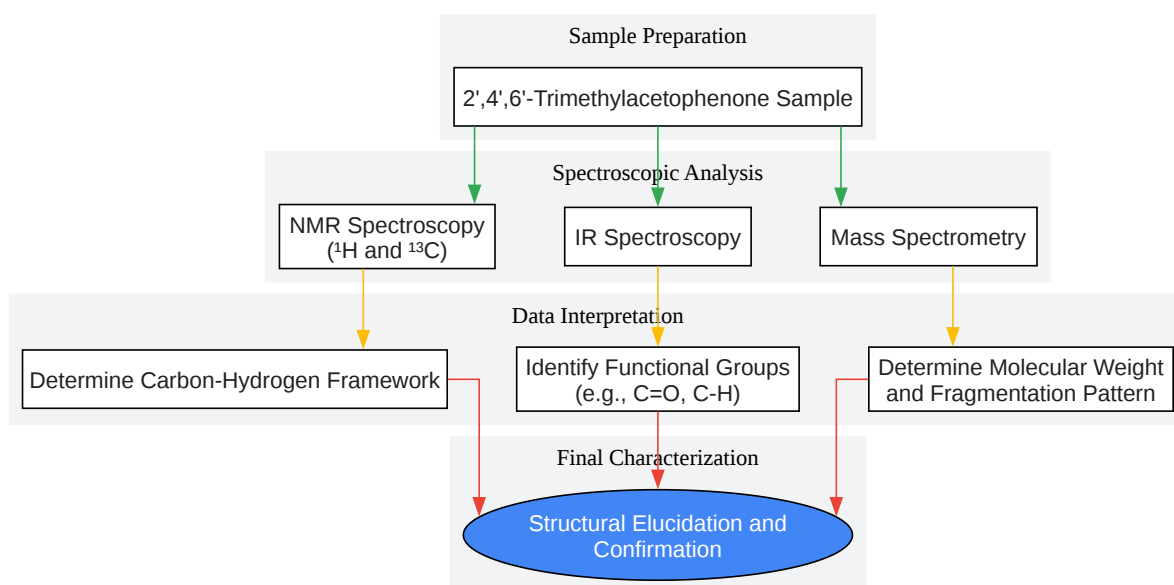 Sample Preparation
2',4',6'-Trimethylacetophenone Sample
Spectroscopic Analysis
NMR Spectroscopy
(¹H and ¹³C)
IR Spectroscopy
Mass Spectrometry
Data Interpretation
Determine Carbon-Hydrogen Framework
Identify Functional Groups
(e.g., C=O, C-H)
Determine Molecular Weight
and Fragmentation Pattern
Final Characterization
Structural Elucidation and
Confirmation